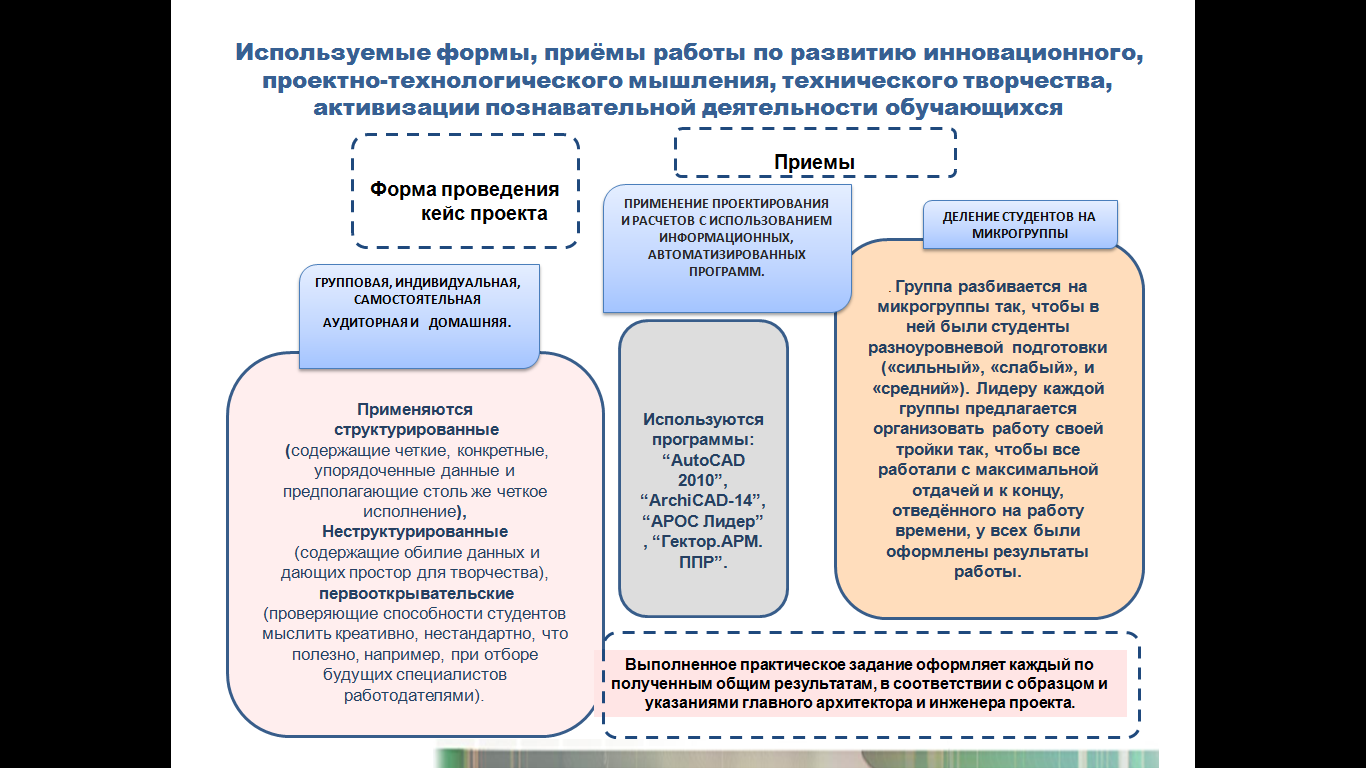 Используемые формы, приёмы работы по развитию инновационного,
проектно-технологического мышления, технического творчества,
активизации познавательной деятельности обучающихся
Форма проведения
кейс проекта
ГРУППОВАЯ, ИНДИВИДУАЛЬНАЯ,
САМОСТОЯТЕЛЬНАЯ
АУДИТОРНАЯ И ДОМАШНЯЯ.
Применяются
структурированные
(содержащие четкие, конкретные,
упорядоченные данные и
предполагающие столь же четкое
исполнение),
Неструктурированные
(содержащие обилие данных и
дающих простор для творчества),
первооткрывательские
(проверяющие способности студентов
мыслить креативно, нестандартно, что
полезно, например, при отборе
будущих специалистов
работодателями).
Приемы
ПРИМЕНЕНИЕ ПРОЕКТИРОВАНИЯ
И РАСЧЕТОВ С ИСПОЛЬЗОВАНИЕМ
ИНФОРМАЦИОННЫХ,
АВТОМАТИЗИРОВАННЫХ
ПРОГРАММ.
Используются
программы:
“AutoCAD
2010”,
“ArchiCAD-14”,
“АРОС Лидер”
, “Гектор.АРМ.
ППР”.
ДЕЛЕНИЕ СТУДЕНТОВ НА
МИКРОГРУППЫ
. Группа разбивается на
микрогруппы так, чтобы в
ней были студенты
разноуровневой подготовки
(«сильный», «слабый», и
«средний»). Лидеру каждой
группы предлагается
организовать работу своей
тройки так, чтобы все
работали с максимальной
отдачей и к концу,
отведённого на работу
времени, у всех были
оформлены результаты
работы.
Выполненное практическое задание оформляет каждый по
полученным общим результатам, в соответствии с образцом и
указаниями главного архитектора и инженера проекта.